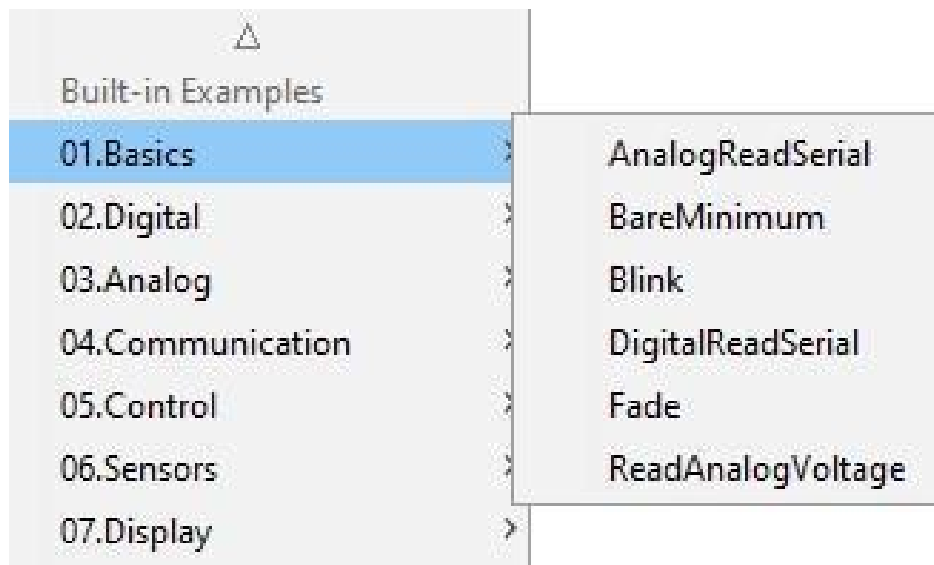 Built-in Examples
01.Basics
02.Digital
03.Analog
04.Communication
05.Control
06.Sensors
07.Display
AnalogReadSerial
BareMinimum
Blink
DigitalReadSerial
Fade
ReadAnalogVoltage